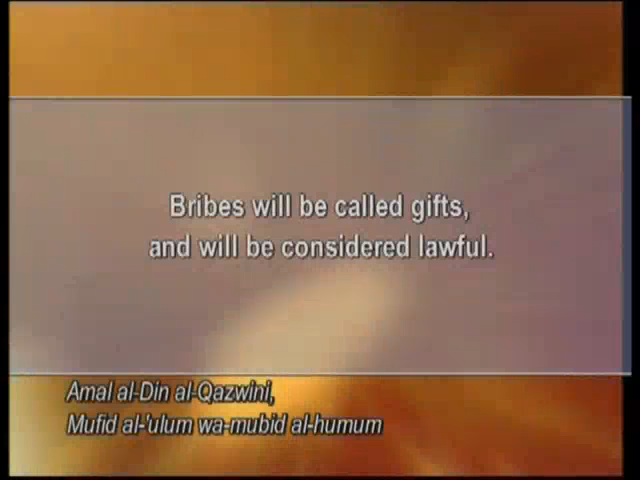 Bribes will be called gifts,
and will be considered lawful.
Amal al-Din al-Qazwini,
Mufid al-'ulum wa-mubid al-humum